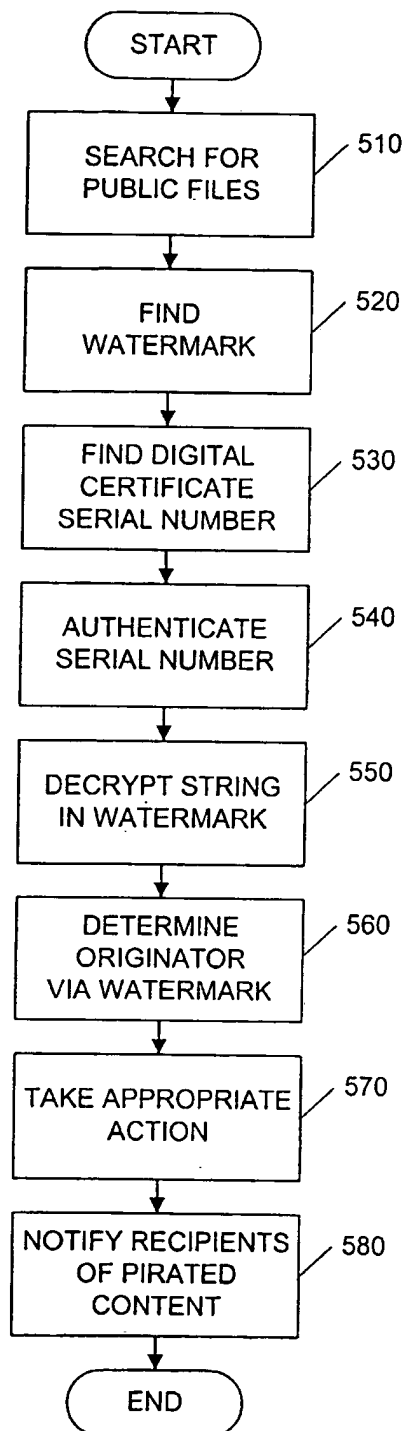 START
SEARCH FOR
PUBLIC FILES
510
FIND
WATERMARK
520
FIND DIGITAL
CERTIFICATE
SERIAL NUMBER
530
AUTHENTICATE
SERIAL NUMBER
540
DECRYPT STRING
IN WATERMARK
550
DETERMINE
ORIGINATOR
VIA WATERMARK
560
TAKE APPROPRIATE
ACTION
570
NOTIFY RECIPIENTS
OF PIRATED
CONTENT
580
END